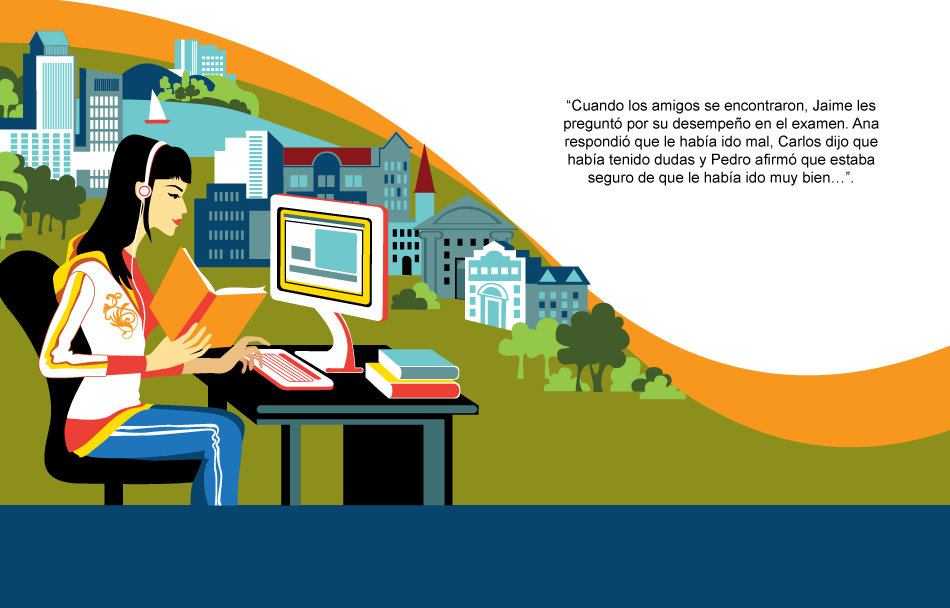 “Cuando los amigos se encontraron, Jaime les
preguntó por su desempeño en el examen. Ana
respondió que le había ido mal, Carlos dijo que
había tenido dudas y Pedro afirmó que estaba
seguro de que le había ido muy bien…”.